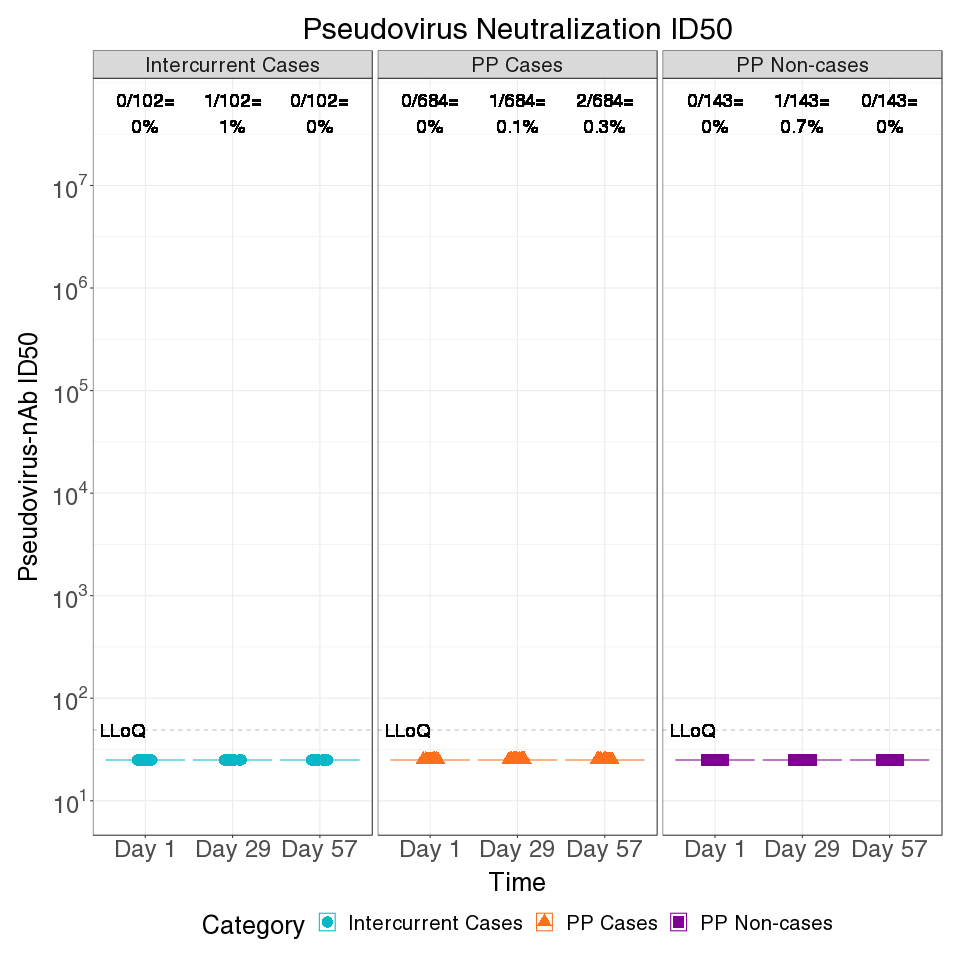 Pseudovirus Neutralization ID50
Intercurrent Cases
PP Cases
PP Non-cases
0/102= 1/102= 0/102=
0% 1% 0%
0/684= 1/684= 2/684=
0% 0.1% 0.3%
0/143= 1/143= 0/143=
0% 0.7% 0%
Pseudovirus-nAb ID50
10^7
10^6
10^5
10^4
10^3
10^2
10^1
LLoQ
LLoQ
LLoQ
Day 1 Day 29 Day 57
Day 1 Day 29 Day 57
Day 1 Day 29 Day 57
Time
Category Intercurrent Cases PP Cases PP Non-cases